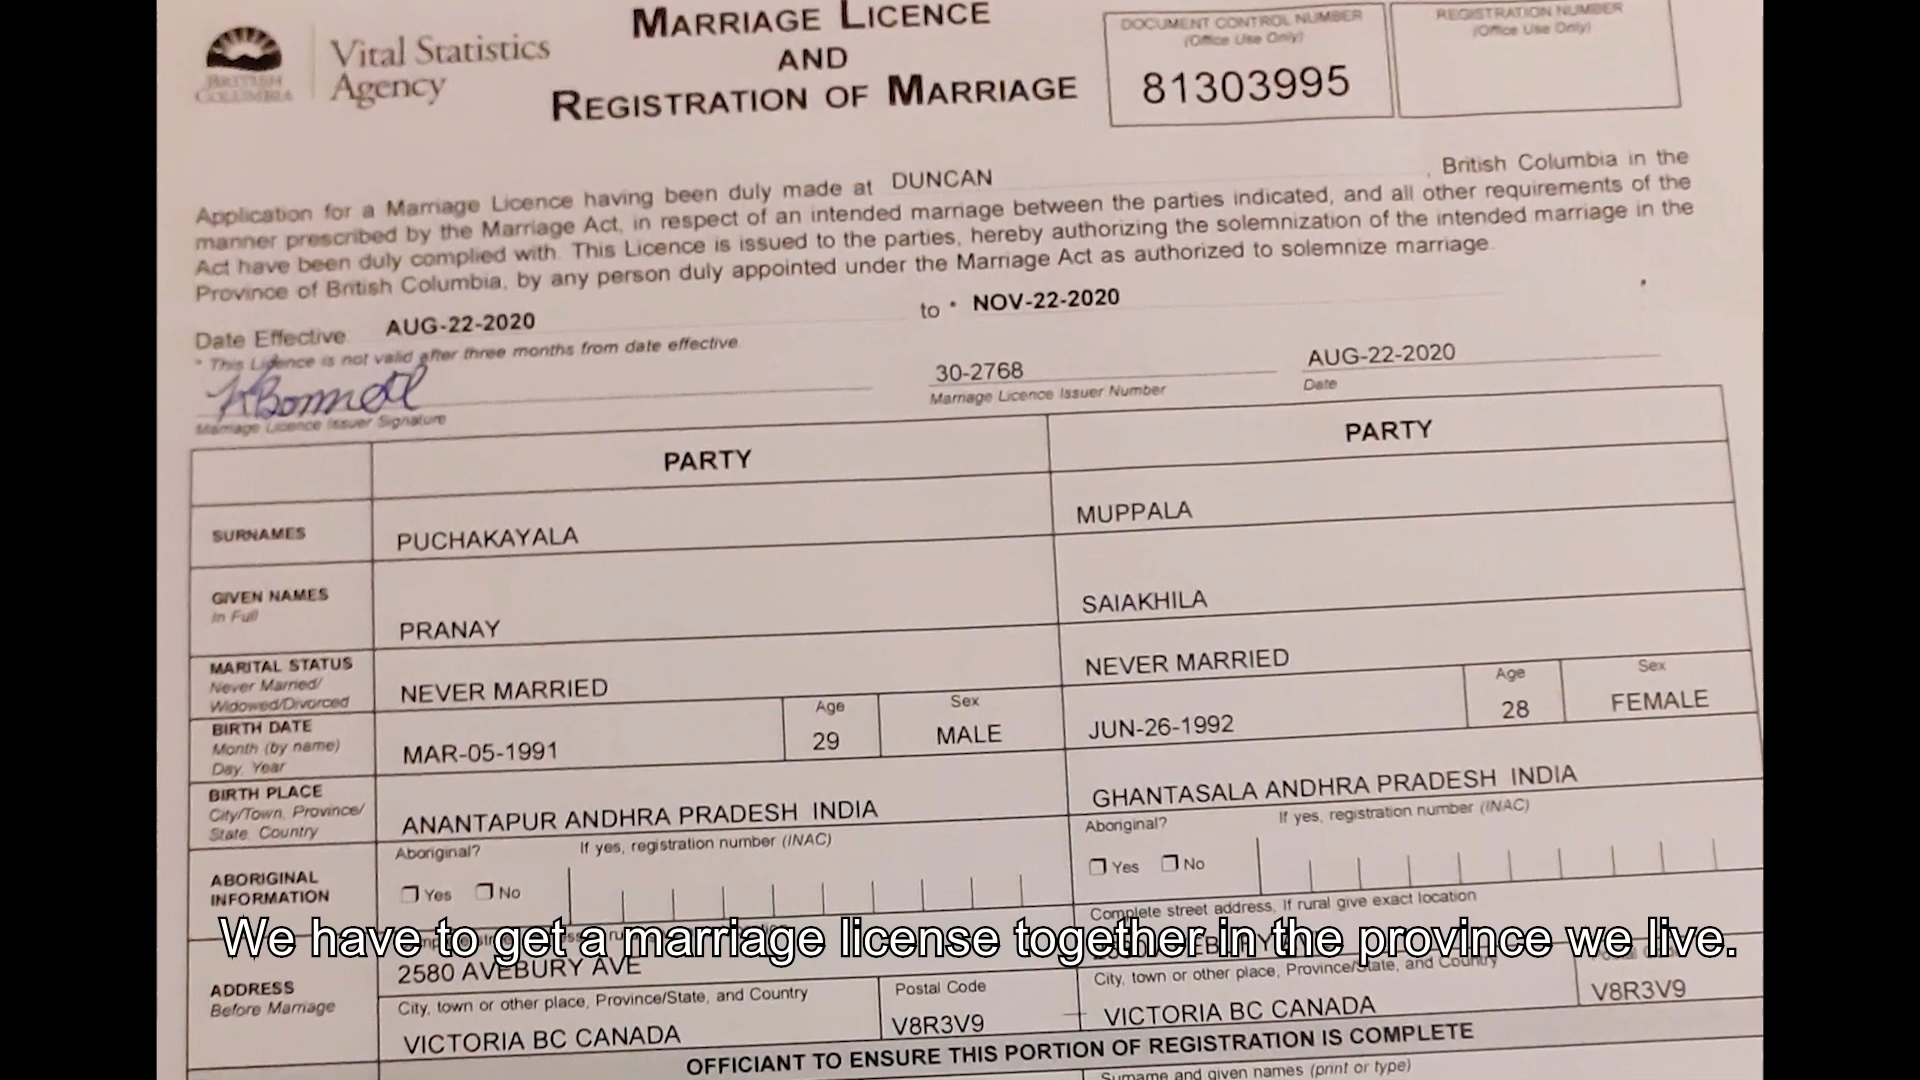 MARRIAGE LICENCE
AND
REGISTRATION OF MARRIAGE
BRITISH
COLUMBIA
Vital Statistics
Agency
DOCUMENT CONTROL NUMBER
(Office Use Only)
81303995
REGISTRATION NUMBER
(Office Use Only)
Application for a Marriage Licence having been duly made at DUNCAN , British Columbia in the
manner prescribed by the Marriage Act, in respect of an intended marriage between the parties indicated, and all other requirements of the
Act have been duly complied with. This Licence is issued to the parties, hereby authorizing the solemnization of the intended marriage in the
Province of British Columbia, by any person duly appointed under the Marriage Act as authorized to solemnize marriage.
Date Effective: AUG-22-2020 to * NOV-22-2020
* This Licence is not valid after three months from date effective.
30-2768 AUG-22-2020
Marriage Licence Issuer Signature Marriage Licence Issuer Number Date
PARTY PARTY
SURNAMES PUCHAKAYALA MUPPALA
GIVEN NAMES
In Full
PRANAY SAIAKHILA
MARITAL STATUS
Never Married/
Widowed/Divorced
NEVER MARRIED NEVER MARRIED
BIRTH DATE
Month (by name)
Day, Year
MAR-05-1991 Age 29 Sex MALE JUN-26-1992 Age 28 Sex FEMALE
BIRTH PLACE
City/Town, Province/
State, Country
ANANTAPUR ANDHRA PRADESH INDIA GHANTASALA ANDHRA PRADESH INDIA
ABORIGINAL
INFORMATION
Aboriginal? If yes, registration number (INAC) Aboriginal? If yes, registration number (INAC)
Yes No Yes No
Complete street address, If rural give exact location
We have to get a marriage license together in the province we live.
ADDRESS
Before Marriage
2580 AVEBURY AVE
City, town or other place, Province/State, and Country Postal Code City, town or other place, Province/State, and Country
VICTORIA BC CANADA V8R3V9 VICTORIA BC CANADA V8R3V9
OFFICIANT TO ENSURE THIS PORTION OF REGISTRATION IS COMPLETE
Surname and given names (print or type)